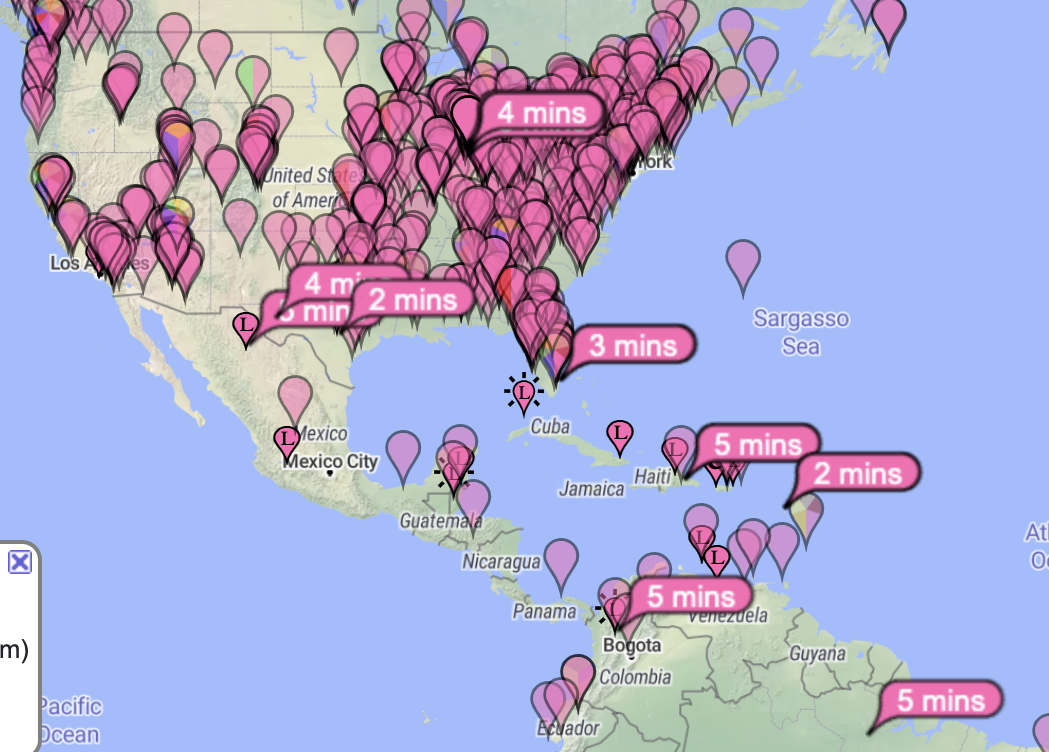 4 mins
York
United States
of America
Los Angeles
4 mins
5 mins
2 mins
Sargasso
Sea
3 mins
L
L
Cuba
L
Mexico
L
L
5 mins
Mexico City
L
L
Haiti
2 mins
Jamaica
Guatemala
L
L
Nicaragua
5 mins
Panama
L
Venezuela
Bogota
Guyana
Colombia
m)
5 mins
Pacific
Ocean
Ecuador